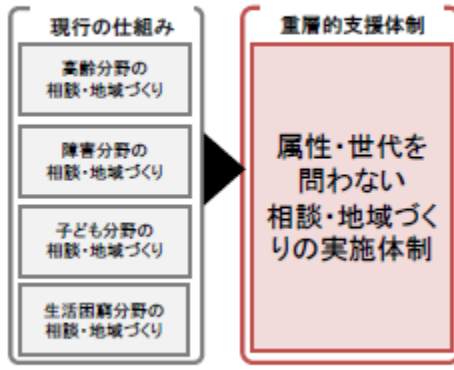 現行の仕組み
高齢分野の
相談・地域づくり
障害分野の
相談・地域づくり
子ども分野の
相談・地域づくり
生活困窮分野の
相談・地域づくり
重層的支援体制
属性・世代を
問わない
相談・地域づく
りの実施体制